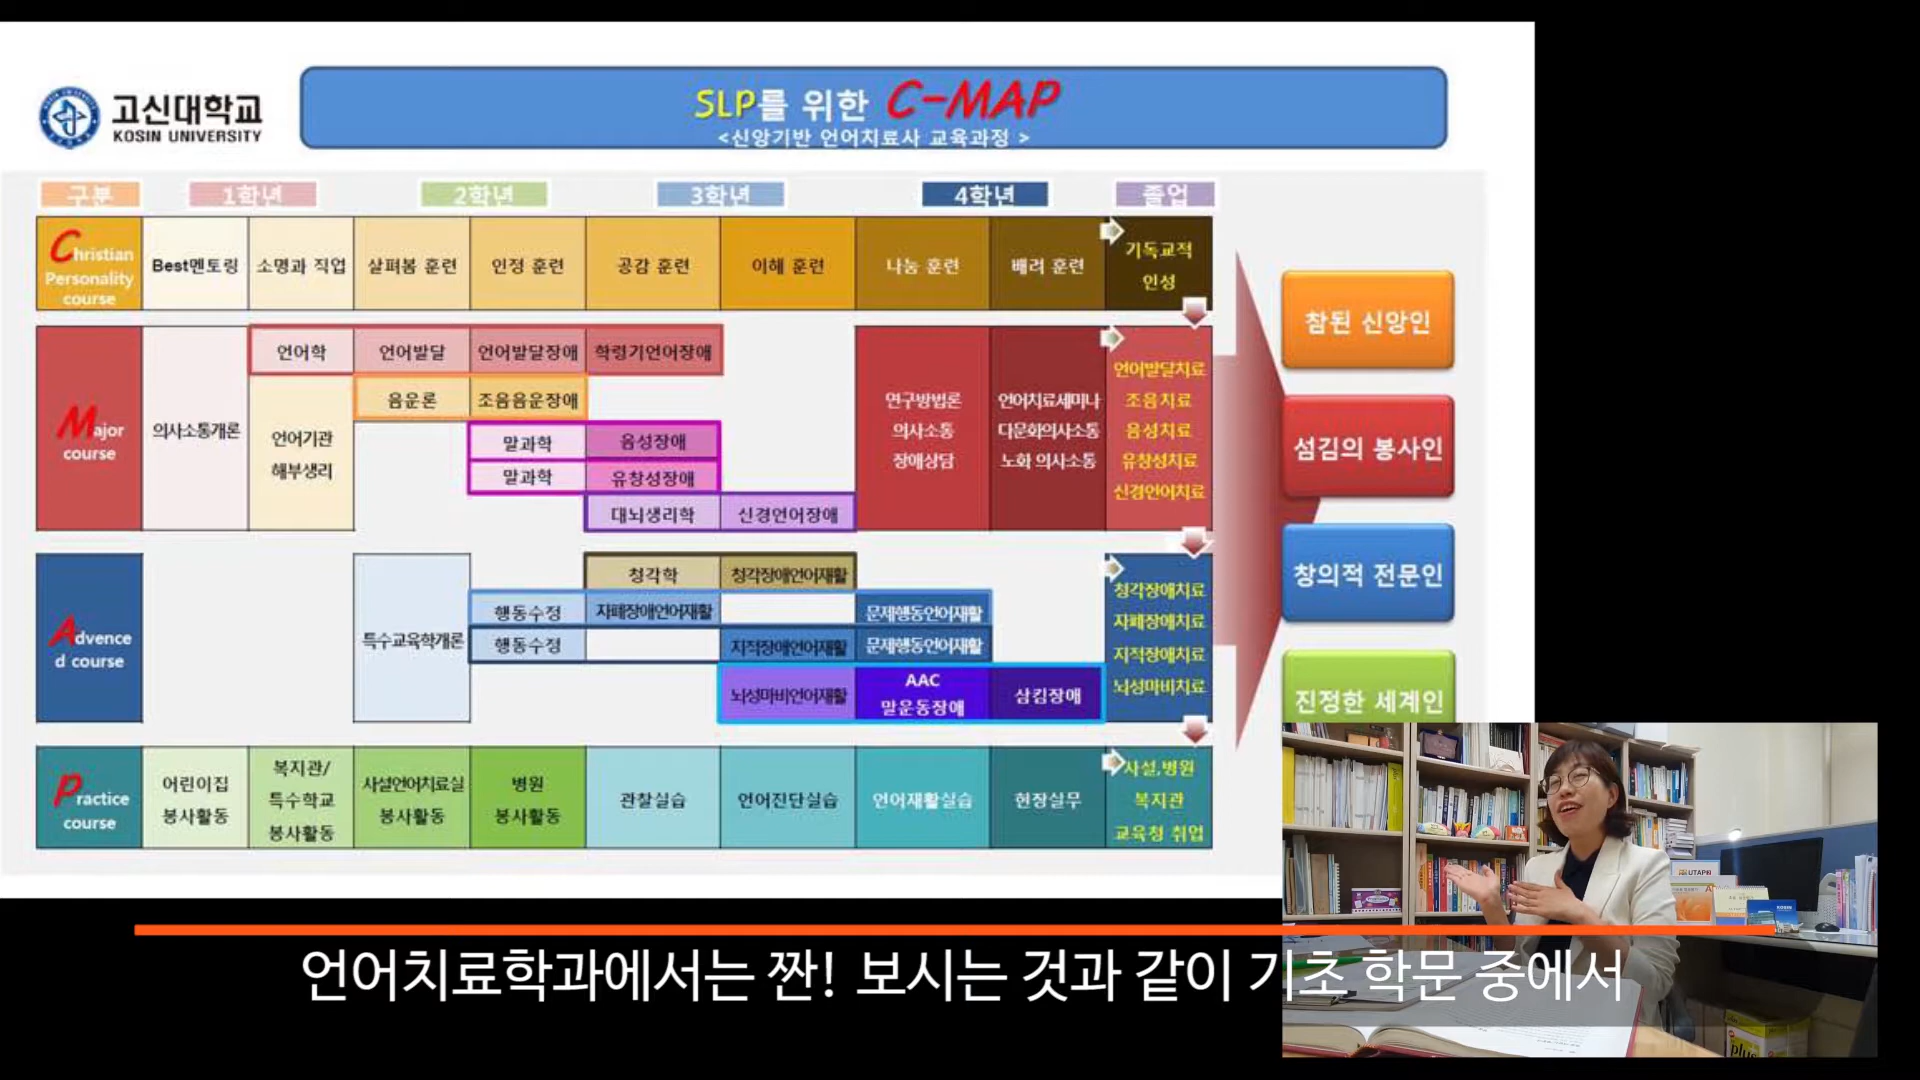 고신대학교
KOSIN UNIVERSITY
SLP를 위한 C-MAP
<신앙기반 언어치료사 교육과정 >
구분 1학년 2학년 3학년 4학년 졸업
Christian
Personality
course
Best멘토링 소명과 직업 살펴봄 훈련 인정 훈련 공감 훈련 이해 훈련 나눔 훈련 배려 훈련
기독교적
인성
Major
course
의사소통개론
언어학 언어발달 언어발달장애 학령기언어장애
언어기관
해부생리
음운론 조음음운장애
말과학 음성장애
말과학 유창성장애
대뇌생리학 신경언어장애
연구방법론
의사소통
장애상담
언어치료세미나
다문화의사소통
노화 의사소통
언어발달치료
조음치료
음성치료
유창성치료
신경언어치료
Advence
d course
특수교육학개론
청각학 청각장애언어재활
행동수정 자폐장애언어재활 문제행동언어재활
행동수정 지적장애언어재활 문제행동언어재활
뇌성마비언어재활
AAC
말운동장애
삼킴장애
청각장애치료
자폐장애치료
지적장애치료
뇌성마비치료
Practice
course
어린이집
봉사활동
복지관/
특수학교
봉사활동
사설언어치료실
봉사활동
병원
봉사활동
관찰실습 언어진단실습 언어재활실습 현장실무
사설,병원
복지관
교육청 취업
참된 신앙인
섬김의 봉사인
창의적 전문인
진정한 세계인
UTAP
KOSIN
plus
언어치료학과에서는 짠! 보시는 것과 같이 기초 학문 중에서